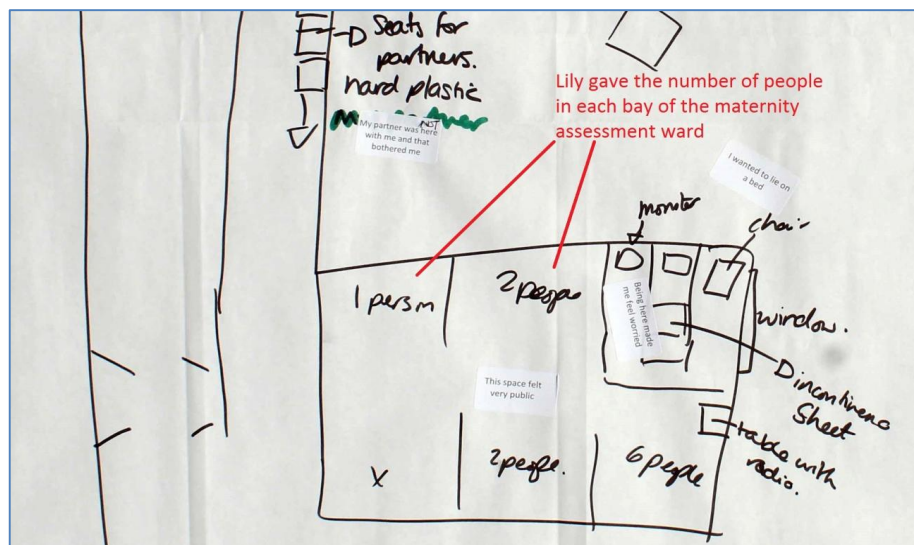 Seats for
partners.
hard plastic
My partner was NOT here
with me and that
bothered me
Lily gave the number of people
in each bay of the maternity
assessment ward
I wanted to lie on
a bed
monitor
chair
1 person
2 people
Being here made
me feel worried
window.
This space felt
very public
incontinence
Sheet
table with
radio.
X
2 people.
6 people